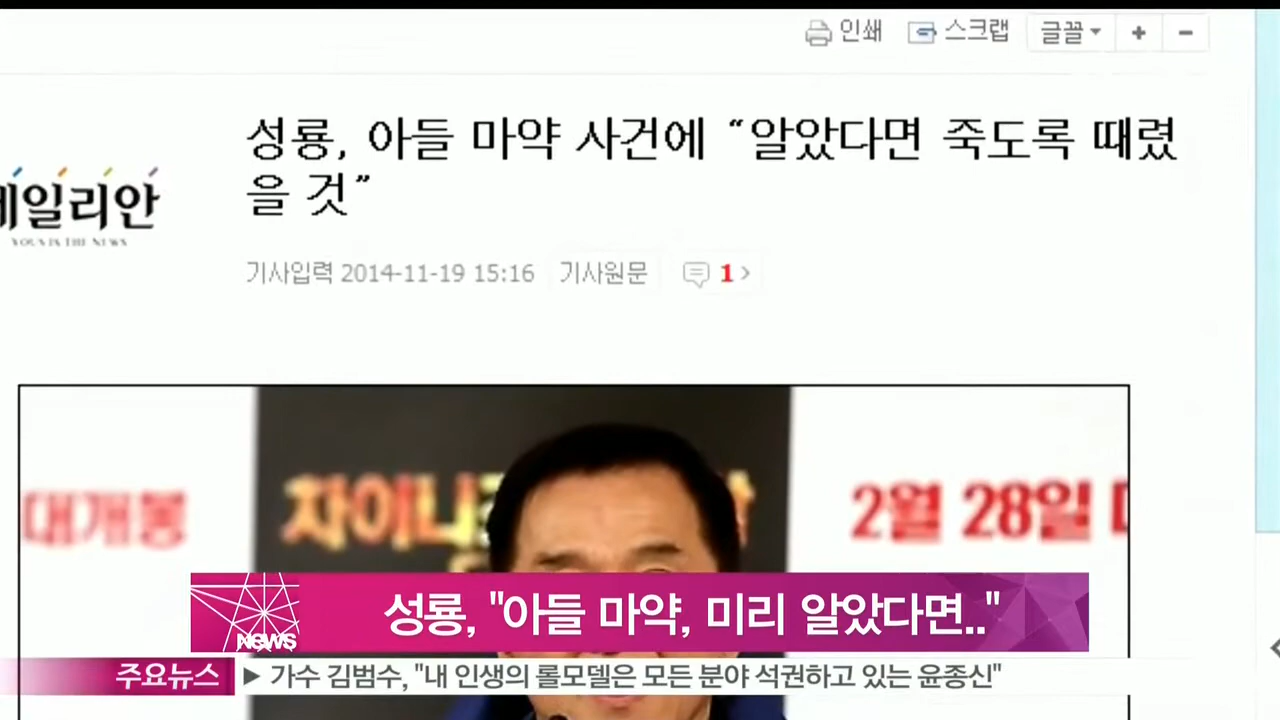 인쇄 스크랩 글꼴 + -
성룡, 아들 마약 사건에 “알았다면 죽도록 때렸
을 것”
데일리안
기사입력 2014-11-19 15:16 기사원문 1
대개봉 2월 28일
NEWS
성룡, "아들 마약, 미리 알았다면.."
주요뉴스 ▶ 가수 김범수, "내 인생의 롤모델은 모든 분야 석권하고 있는 윤종신"